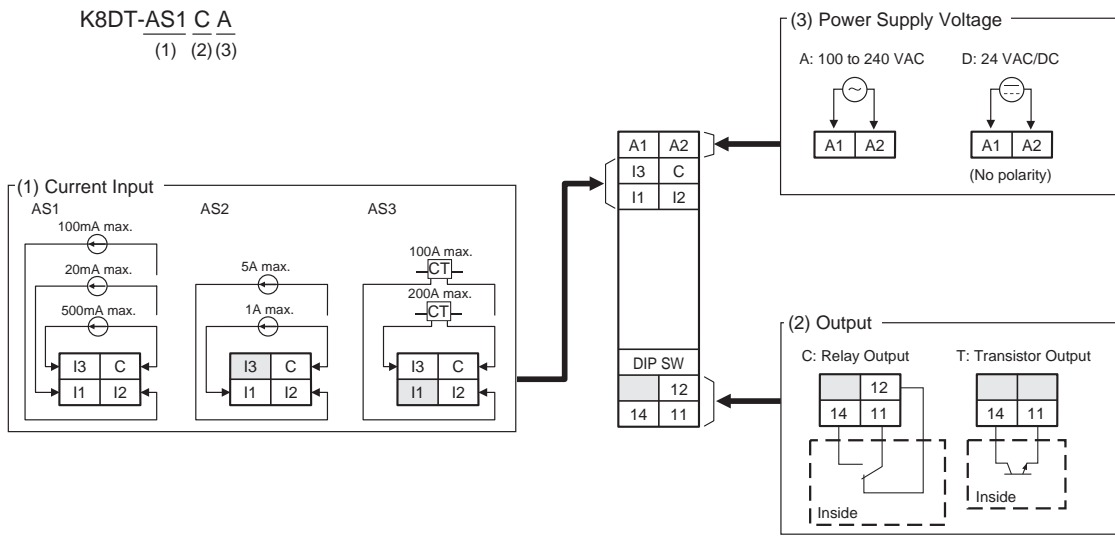 K8DT-AS1 C A
(1) (2) (3)
(1) Current Input
AS1 AS2 AS3
100mA max.
20mA max.
500mA max.
I3 C
I1 I2
5A max.
1A max.
I3 C
I1 I2
100A max.
CT
200A max.
CT
I3 C
I1 I2
A1 A2
I3 C
I1 I2
DIP SW
12
14 11
(3) Power Supply Voltage
A: 100 to 240 VAC D: 24 VAC/DC
A1 A2 A1 A2
(No polarity)
(2) Output
C: Relay Output T: Transistor Output
12
14 11 14 11
Inside Inside